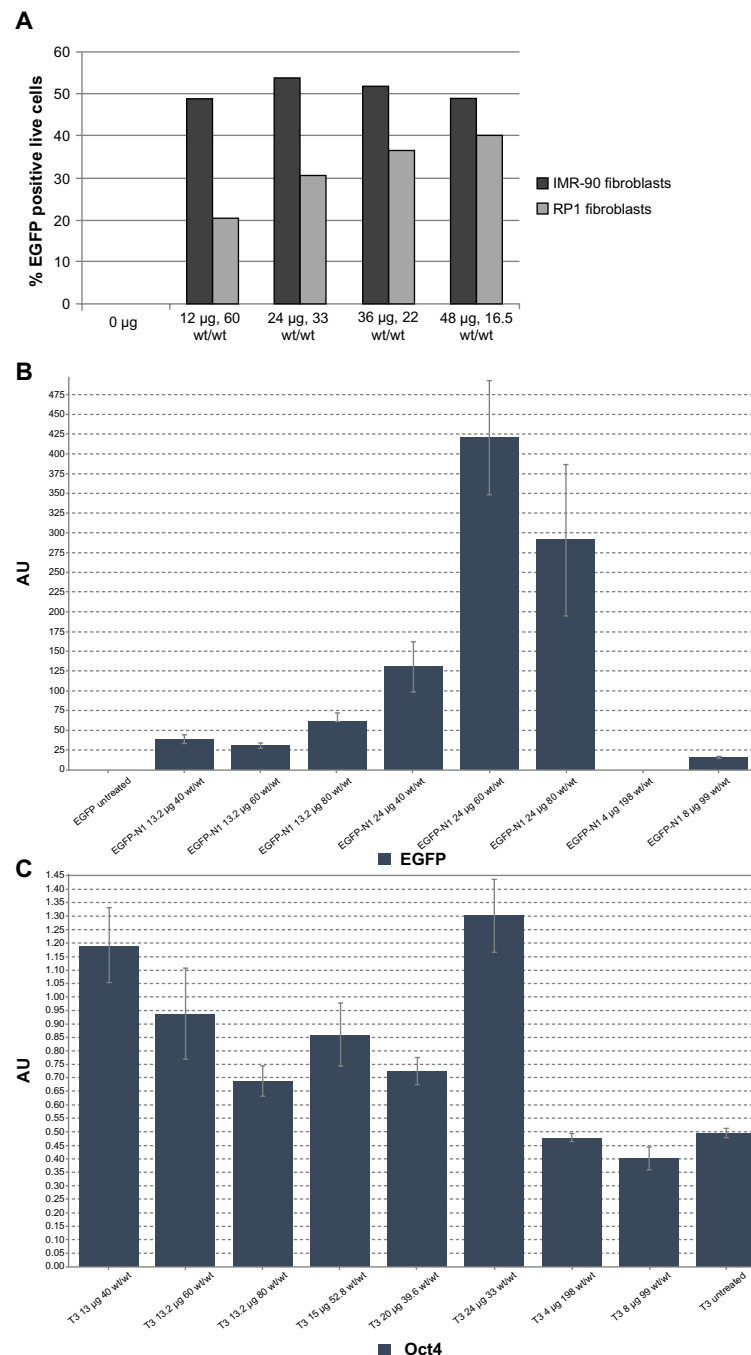 A
60
50
40
30
20
10
0
% EGFP positive live cells
0 µg
12 µg, 60
wt/wt
24 µg, 33
wt/wt
36 µg, 22
wt/wt
48 µg, 16.5
wt/wt
IMR-90 fibroblasts
RP1 fibroblasts
B
475
450
425
400
375
350
325
300
275
250
225
200
175
150
125
100
75
50
25
0
AU
EGFP untreated
EGFP-N1 13.2 µg 40 wt/wt
EGFP-N1 13.2 µg 60 wt/wt
EGFP-N1 13.2 µg 80 wt/wt
EGFP-N1 24 µg 40 wt/wt
EGFP-N1 24 µg 60 wt/wt
EGFP-N1 24 µg 80 wt/wt
EGFP-N1 4 µg 198 wt/wt
EGFP-N1 8 µg 99 wt/wt
EGFP
C
1.45
1.40
1.35
1.30
1.25
1.20
1.15
1.10
1.05
1.00
0.95
0.90
0.85
0.80
0.75
0.70
0.65
0.60
0.55
0.50
0.45
0.40
0.35
0.30
0.25
0.20
0.15
0.10
0.05
0.00
AU
T3 13 µg 40 wt/wt
T3 13.2 µg 60 wt/wt
T3 13.2 µg 80 wt/wt
T3 15 µg 52.8 wt/wt
T3 20 µg 39.6 wt/wt
T3 24 µg 33 wt/wt
T3 4 µg 198 wt/wt
T3 8 µg 99 wt/wt
T3 untreated
Oct4